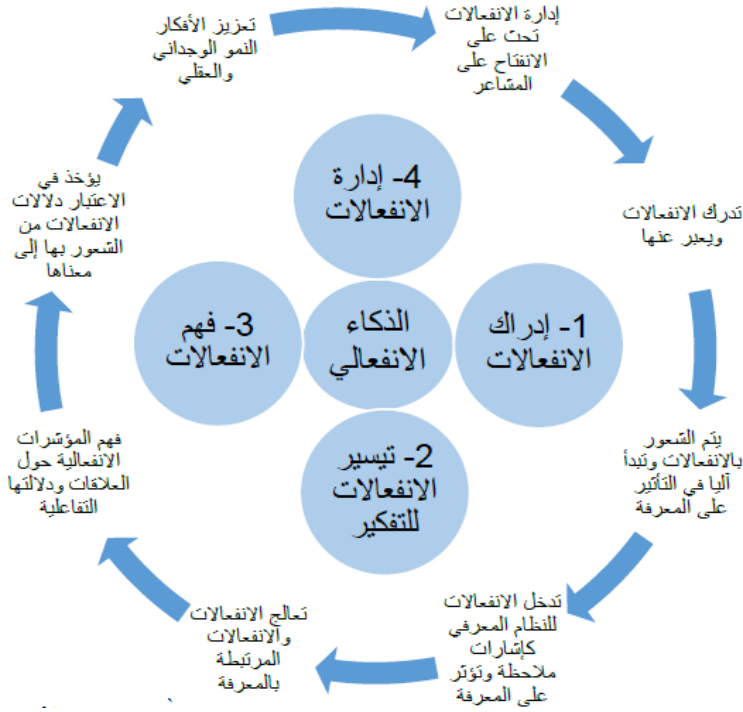 إدارة الانفعالات
تحث على
الانفتاح على
المشاعر
تدرك الانفعالات
ويعبر عنها
يتم الشعور
بالانفعالات وتبدأ
آليا في التأثير
على المعرفة
تدخل الانفعالات
للنظام المعرفي
كإشارات
ملاحظة وتؤثر
على المعرفة
تعالج الانفعالات
والانفعالات
المرتبطة
بالمعرفة
فهم المؤشرات
الانفعالية حول
العلاقات ودلالتها
التفاعلية
يؤخذ في
الاعتبار دلالات
الانفعالات من
الشعور بها إلى
معناها
تعزيز الأفكار
النمو الوجداني
والعقلي
الذكاء
الانفعالي
1- إدراك
الانفعالات
2- تيسير
الانفعالات
للتفكير
3- فهم
الانفعالات
4- إدارة
الانفعالات